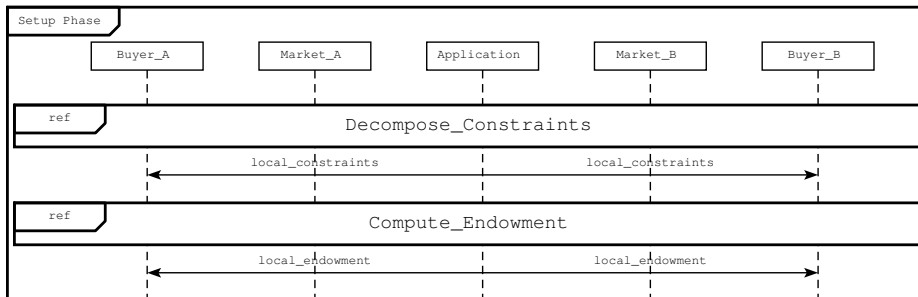 Setup Phase
Buyer_A Market_A Application Market_B Buyer_B
ref
Decompose_Constraints
local_constraints local_constraints
ref
Compute_Endowment
local_endowment local_endowment